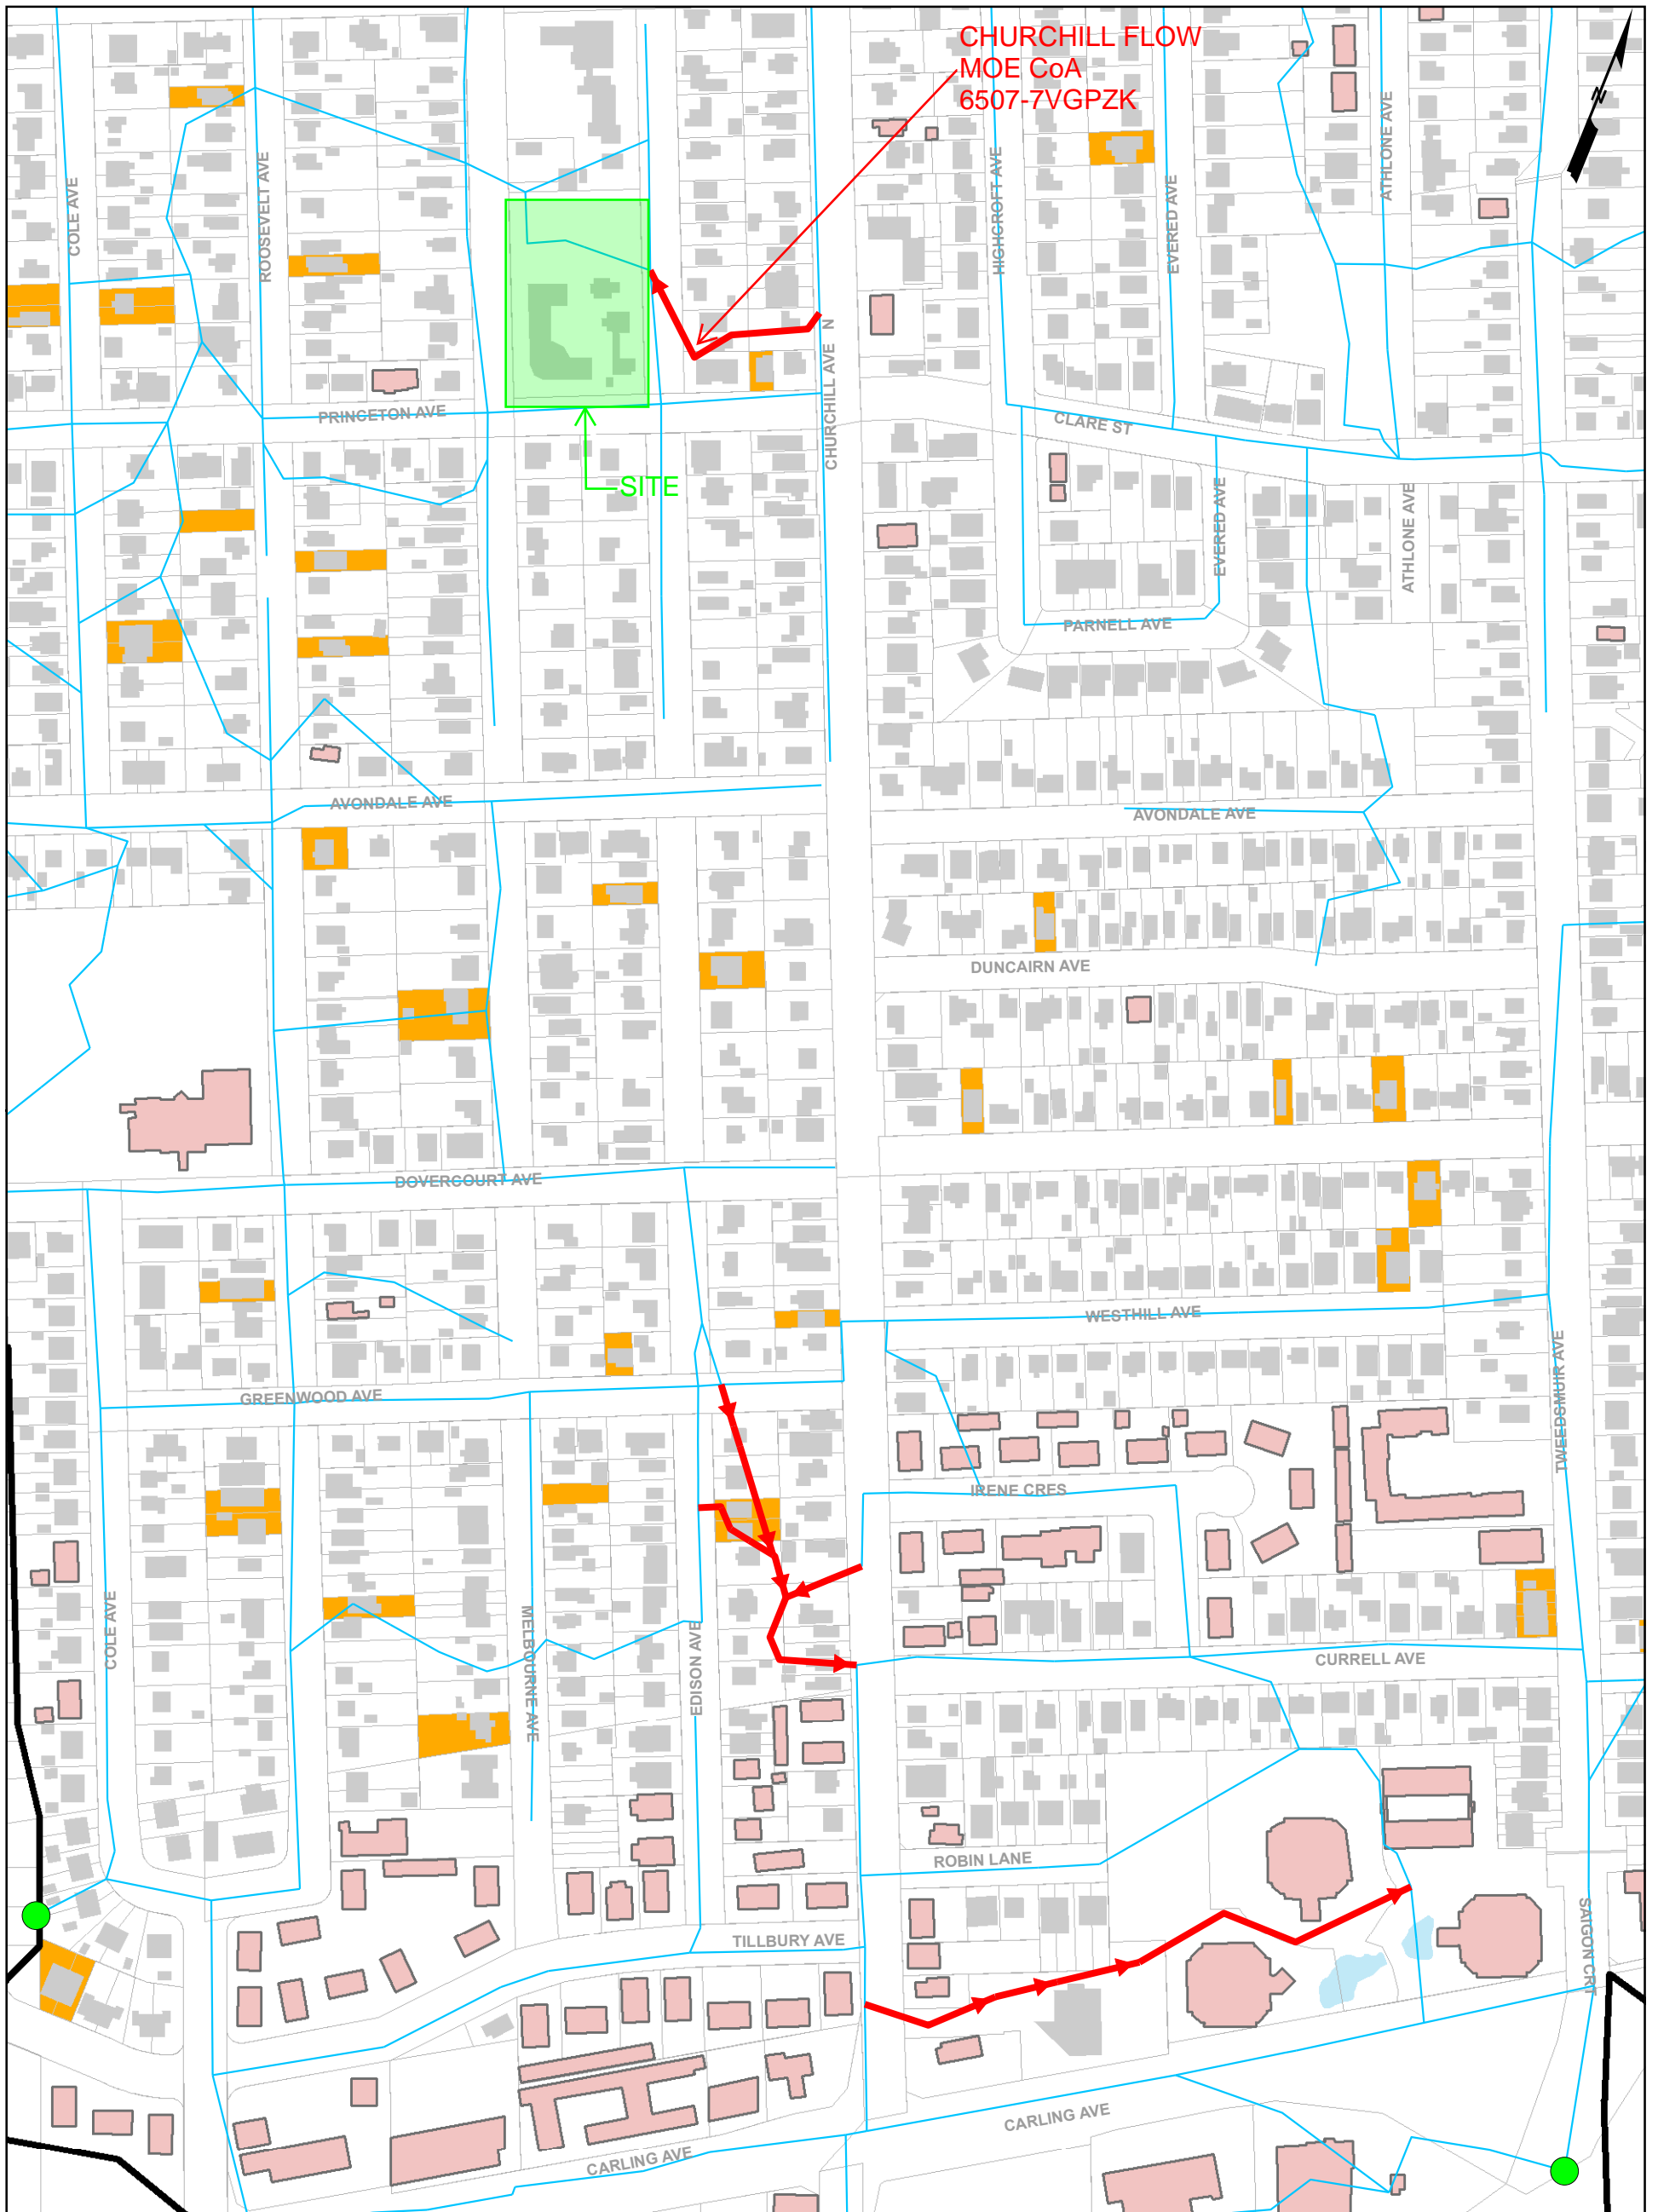 CHURCHILL FLOW
MOE CoA
6507-7VGPZK
N
COLE AVE
ROOSEVELT AVE
HIGHCROFT AVE
EVERED AVE
ATHLONE AVE
CHURCHILL AVE N
PRINCETON AVE
CLARE ST
SITE
EVERED AVE
ATHLONE AVE
PARNELL AVE
AVONDALE AVE
AVONDALE AVE
DUNCAIRN AVE
DOVERCOURT AVE
WESTHILL AVE
TWEEDSMUIR AVE
GREENWOOD AVE
IRENE CRES
COLE AVE
MELBOURNE AVE
EDISON AVE
CURRELL AVE
ROBIN LANE
TILLBURY AVE
SAIGON CRT
CARLING AVE
CARLING AVE